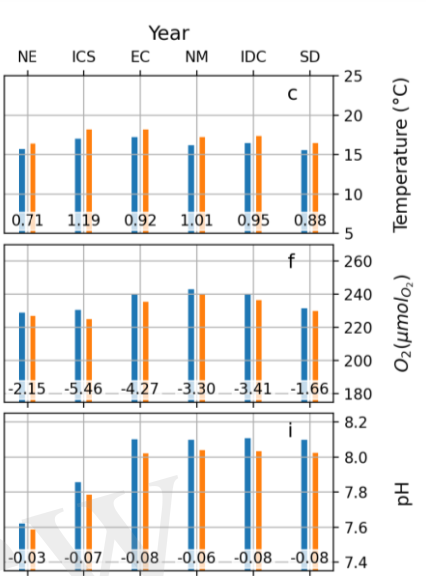 Year
NE ICS EC NM IDC SD
c
25
20
15
10
5
Temperature (°C)
0.71 1.19 0.92 1.01 0.95 0.88
f
260
240
220
200
180
O₂(μmol_{O₂})
-2.15 -5.46 -4.27 -3.30 -3.41 -1.66
i
8.2
8.0
7.8
7.6
7.4
pH
-0.03 -0.07 -0.08 -0.06 -0.08 -0.08